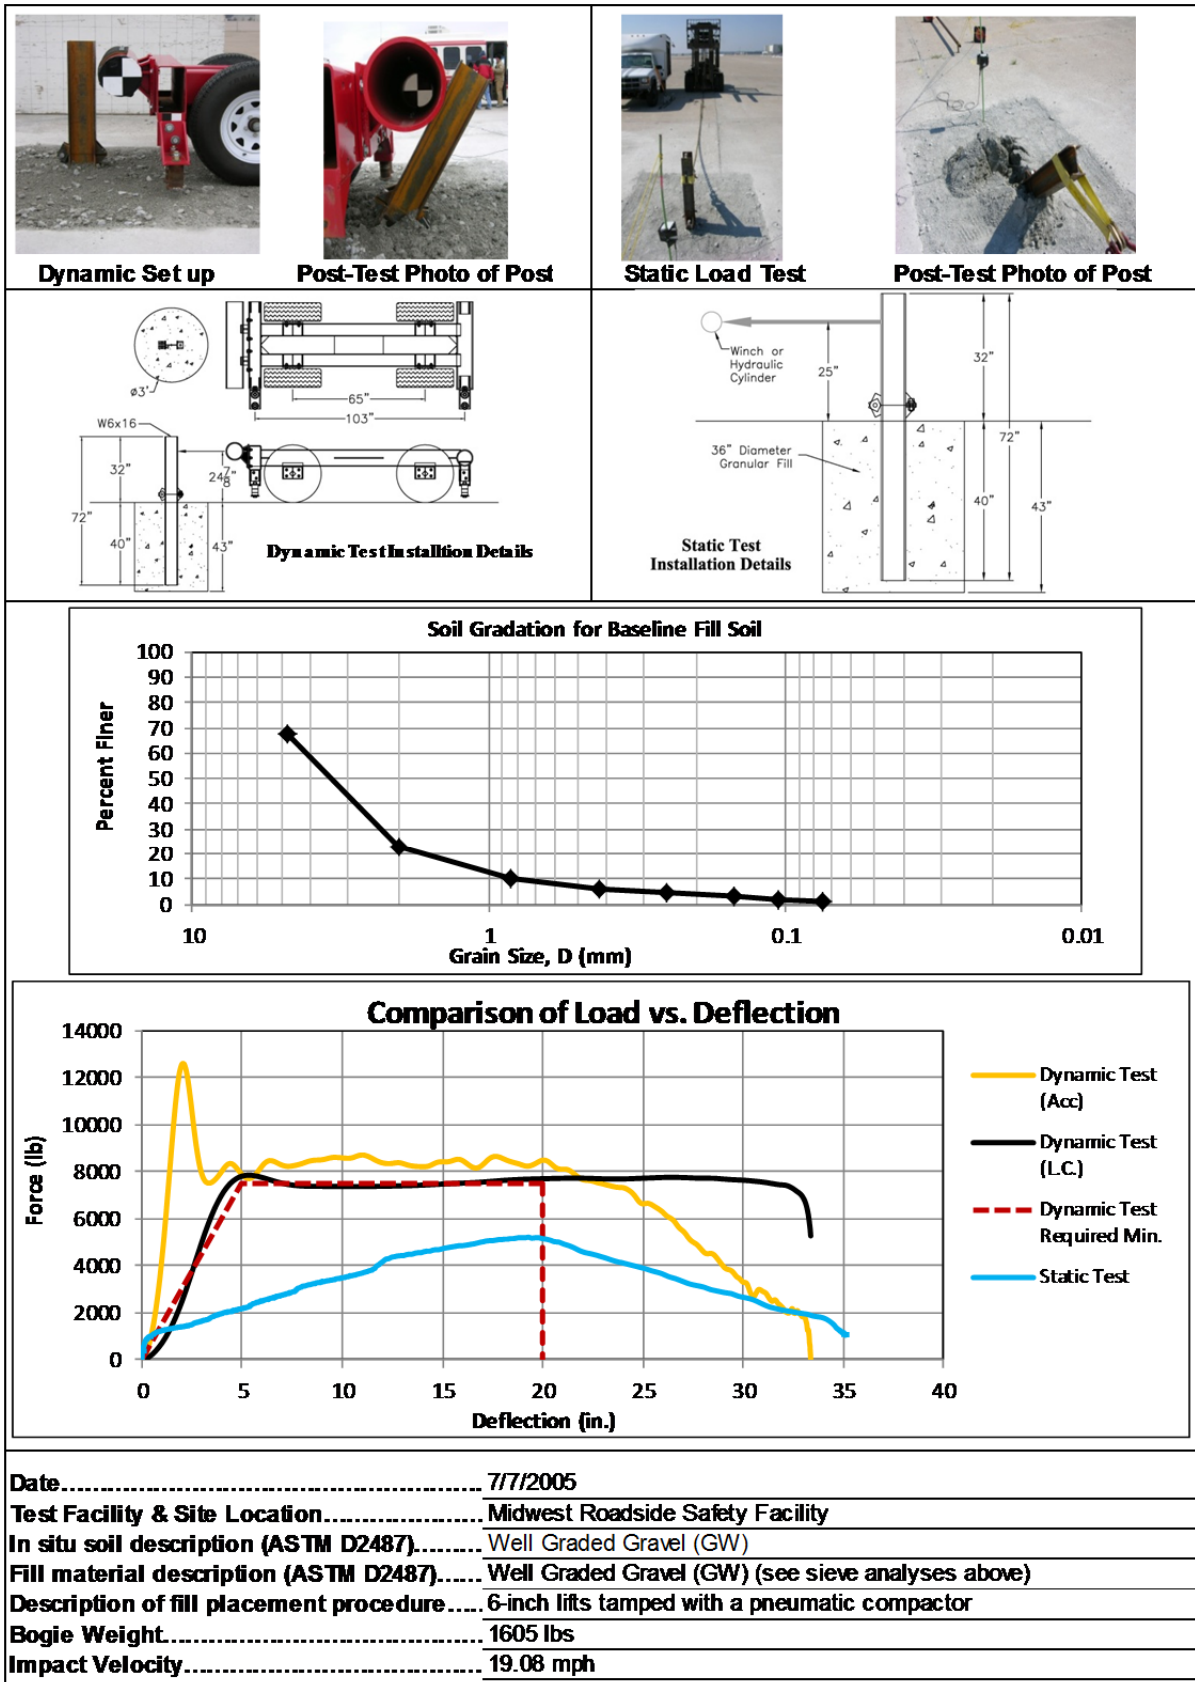 Dynamic Set up
Post-Test Photo of Post
Static Load Test
Post-Test Photo of Post
ø3'
65"
103"
W6x16
32"
24 7/8"
72"
40"
43"
Dynamic Test Installtion Details
Winch or
Hydraulic
Cylinder
25"
32"
72"
36" Diameter
Granular Fill
40"
43"
Static Test
Installation Details
Soil Gradation for Baseline Fill Soil
Percent Finer
100
90
80
70
60
50
40
30
20
10
0
10
1
0.1
0.01
Grain Size, D (mm)
Comparison of Load vs. Deflection
Force (lb)
14000
12000
10000
8000
6000
4000
2000
0
0
5
10
15
20
25
30
35
40
Deflection (in.)
Dynamic Test
(Acc)
Dynamic Test
(L.C.)
Dynamic Test
Required Min.
Static Test
Date.................................................... 7/7/2005
Test Facility & Site Location................... Midwest Roadside Safety Facility
In situ soil description (ASTM D2487)......... Well Graded Gravel (GW)
Fill material description (ASTM D2487)...... Well Graded Gravel (GW) (see sieve analyses above)
Description of fill placement procedure..... 6-inch lifts tamped with a pneumatic compactor
Bogie Weight...................................... 1605 lbs
Impact Velocity................................... 19.08 mph